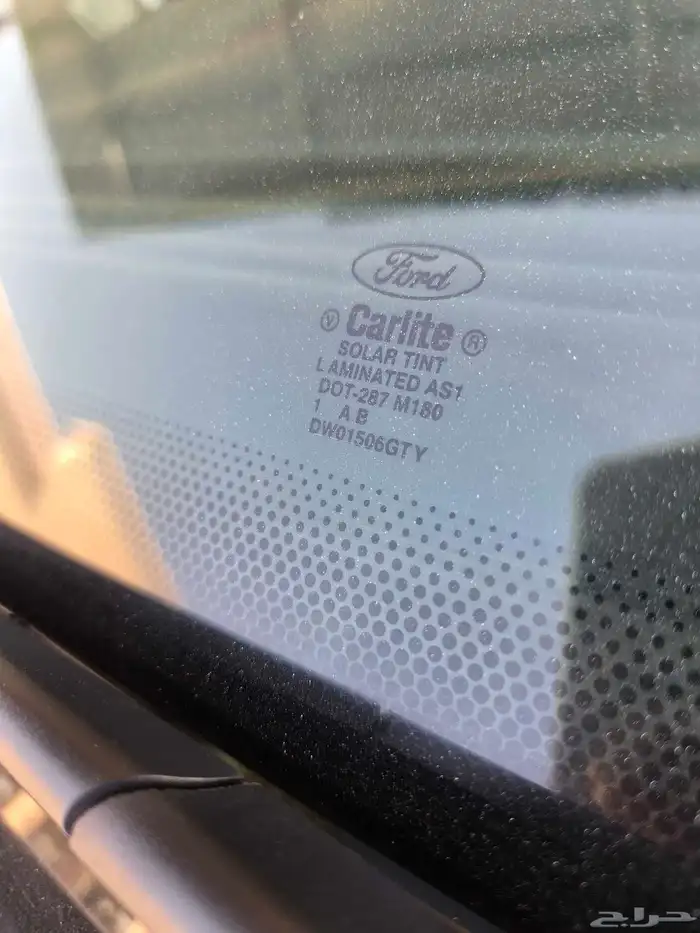 Ford
Ⓥ Carlite ®
SOLAR TINT
LAMINATED AS1
DOT-287 M180
1 A B
DW01506GTY
حراج